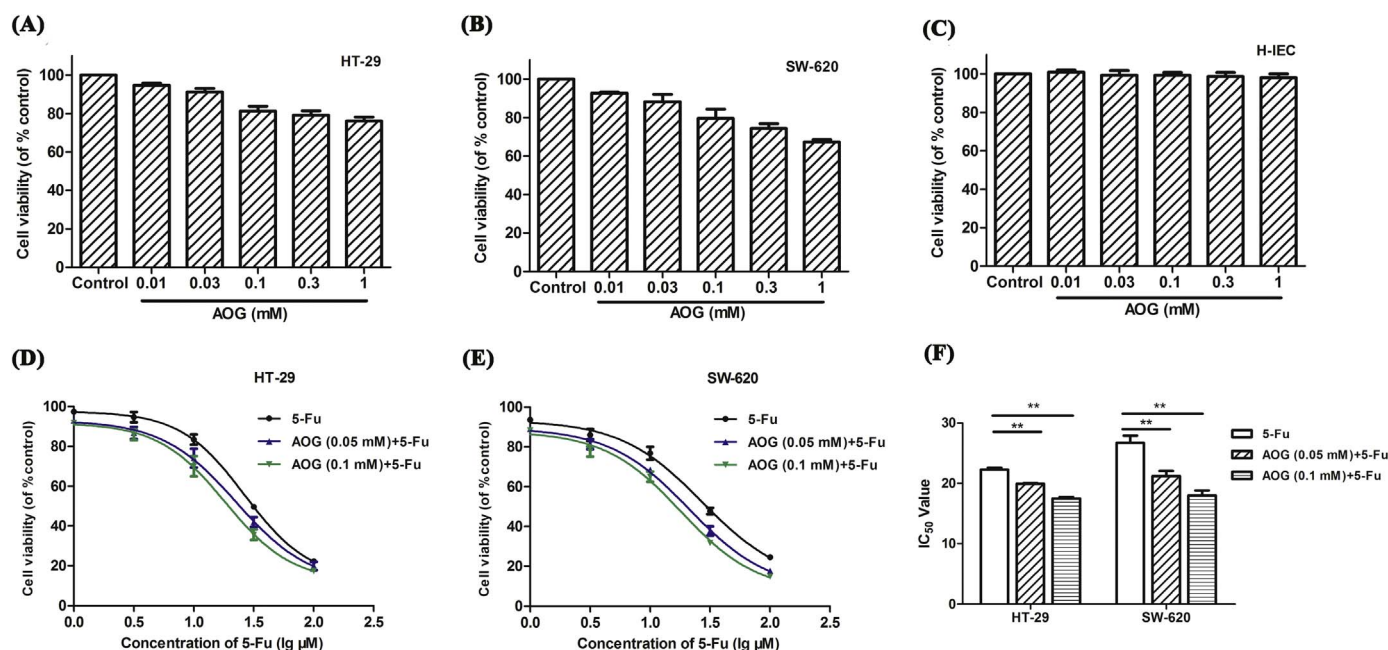 (A)
HT-29
Cell viability (of % control)
100
80
60
40
20
0
Control 0.01 0.03 0.1 0.3 1
AOG (mM)
(B)
SW-620
Cell viability (of % control)
100
80
60
40
20
0
Control 0.01 0.03 0.1 0.3 1
AOG (mM)
(C)
H-IEC
Cell viability (of % control)
100
80
60
40
20
0
Control 0.01 0.03 0.1 0.3 1
AOG (mM)
(D)
HT-29
Cell viability (of %control)
100
80
60
40
20
0
5-Fu
AOG (0.05 mM)+5-Fu
AOG (0.1 mM)+5-Fu
0.0 0.5 1.0 1.5 2.0 2.5
Concentration of 5-Fu (lg μM)
(E)
SW-620
Cell viability (of %control)
100
80
60
40
20
0
5-Fu
AOG (0.05 mM)+5-Fu
AOG (0.1 mM)+5-Fu
0.0 0.5 1.0 1.5 2.0 2.5
Concentration of 5-Fu (lg μM)
(F)
IC50 Value
30
20
10
0
** **
** **
5-Fu
AOG (0.05 mM)+5-Fu
AOG (0.1 mM)+5-Fu
HT-29 SW-620